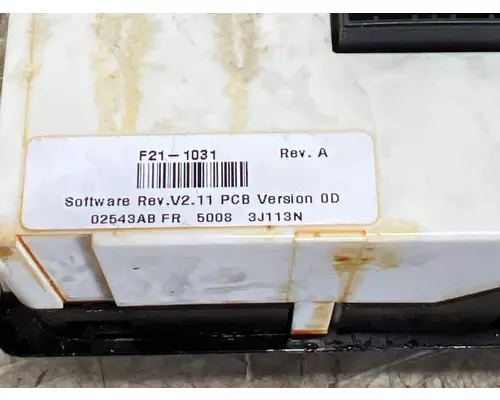 F21-1031 Rev. A
Software Rev.V2.11 PCB Version 0D
02543AB FR 5008 3J113N